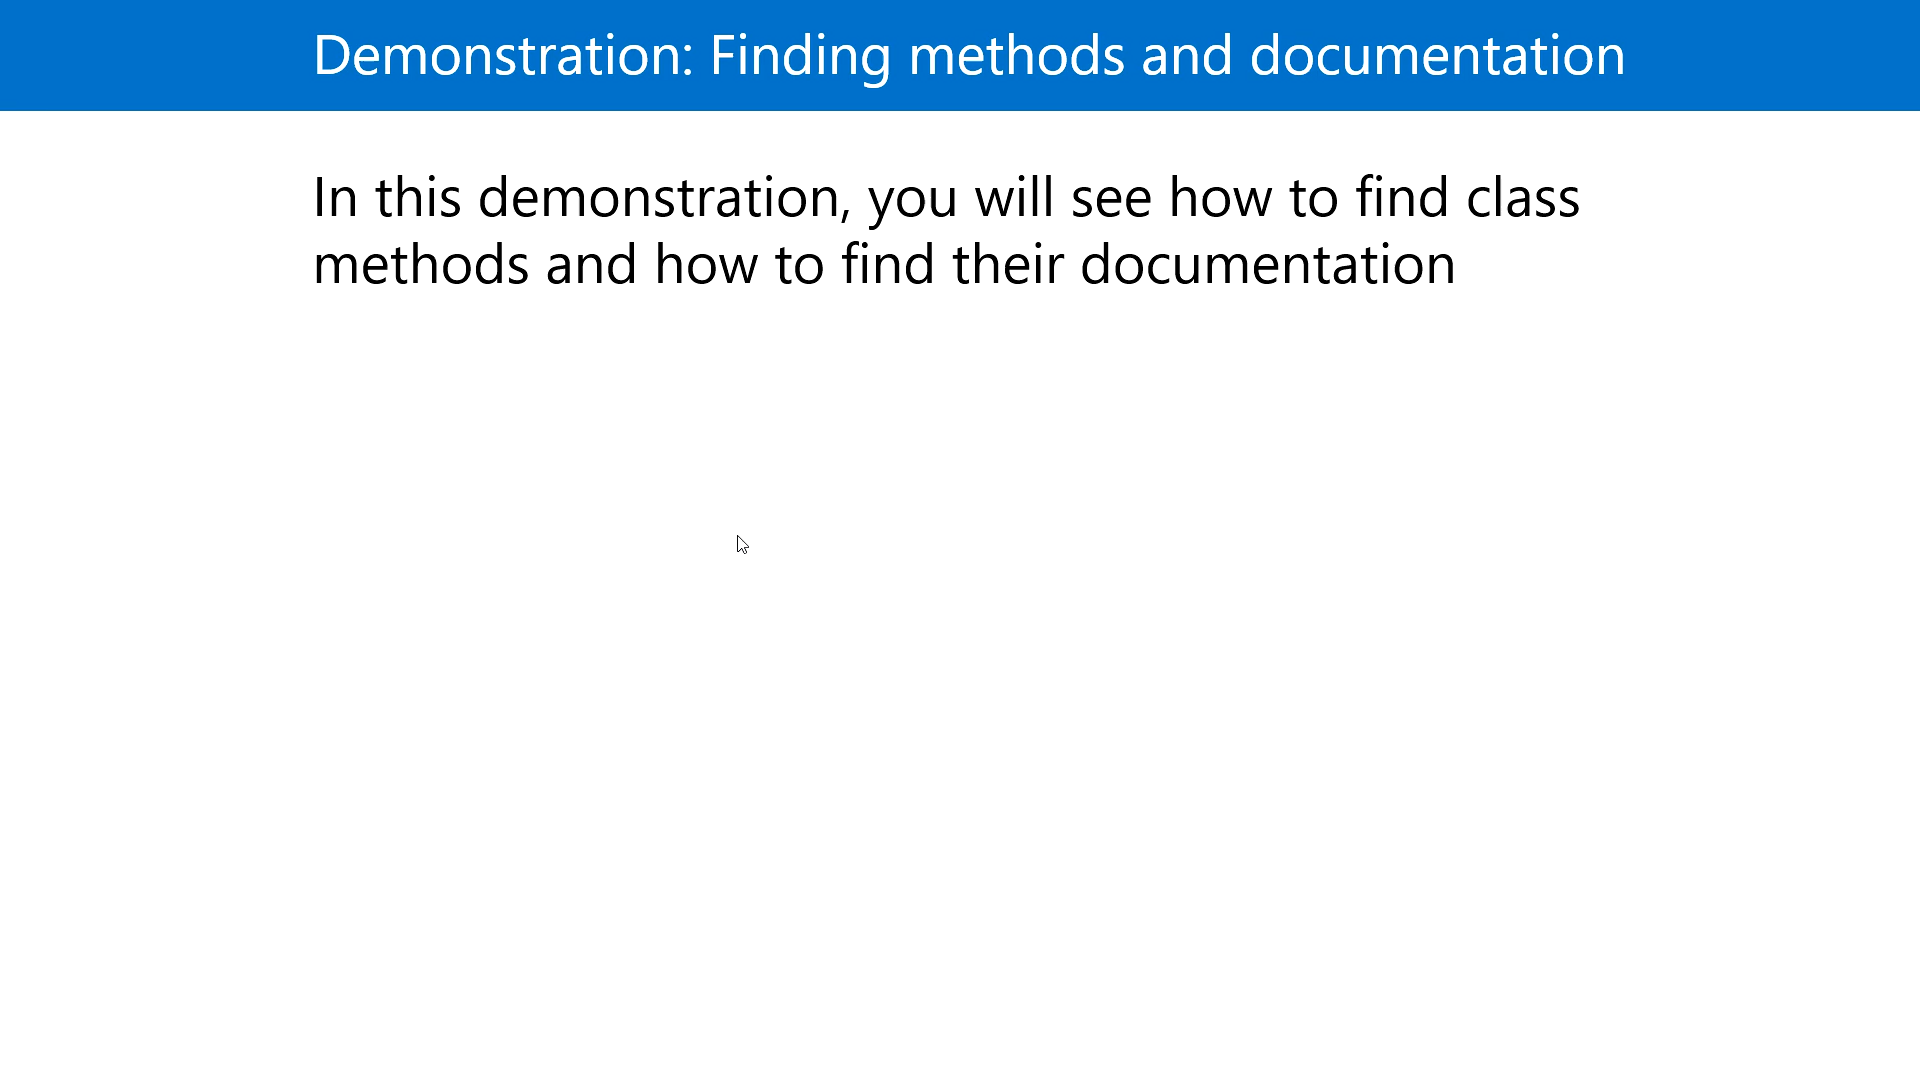 Demonstration: Finding methods and documentation
In this demonstration, you will see how to find class
methods and how to find their documentation